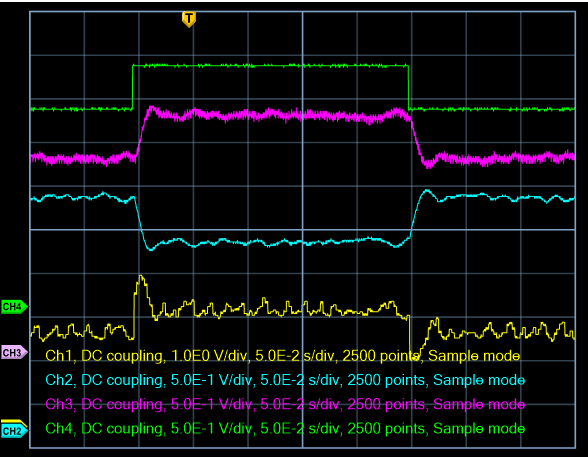 T
CH4
CH3
Ch1, DC coupling, 1.0E0 V/div, 5.0E-2 s/div, 2500 points, Sample mode
Ch2, DC coupling, 5.0E-1 V/div, 5.0E-2 s/div, 2500 points, Sample mode
Ch3, DC coupling, 5.0E-1 V/div, 5.0E-2 s/div, 2500 points, Sample mode
Ch4, DC coupling, 5.0E-1 V/div, 5.0E-2 s/div, 2500 points, Sample mode
CH2